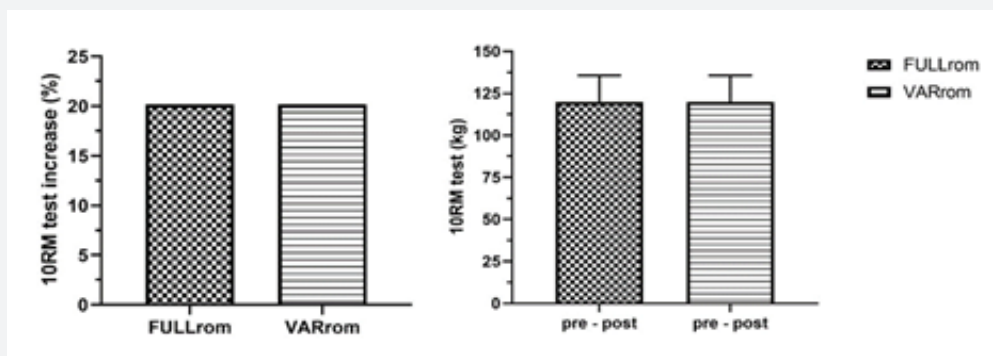 10RM test increase (%)
25
20
15
10
5
0
FULLrom
VARrom
10RM test (kg)
150
125
100
75
50
25
0
pre - post
pre - post
FULLrom
VARrom